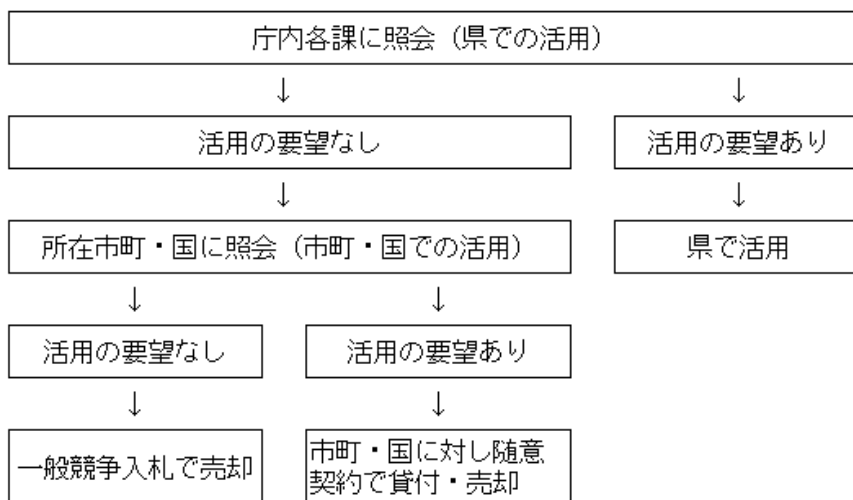 庁内各課に照会（県での活用）
↓ ↓
活用の要望なし 活用の要望あり
↓ ↓
所在市町・国に照会（市町・国での活用） 県で活用
↓ ↓
活用の要望なし 活用の要望あり
↓ ↓
一般競争入札で売却
市町・国に対し随意
契約で貸付・売却